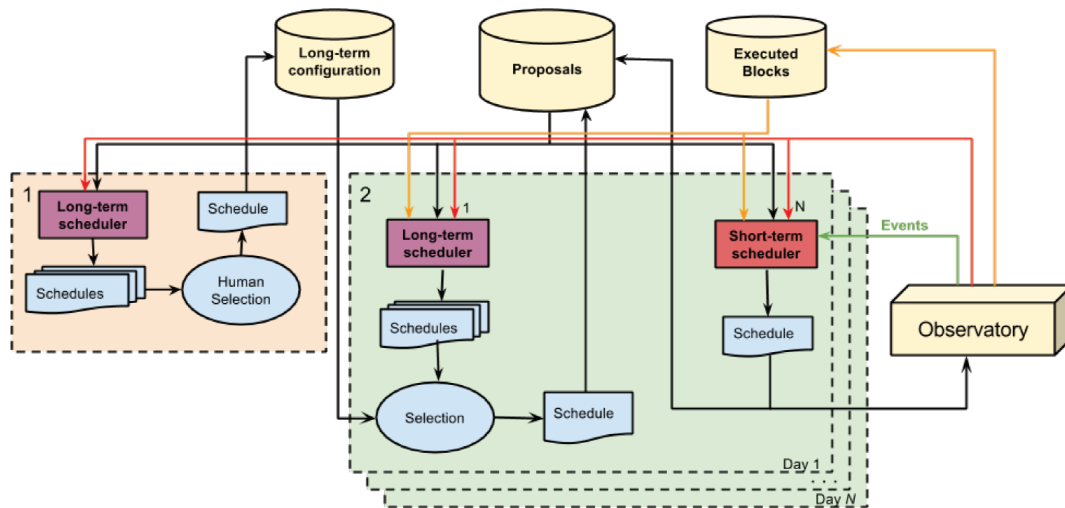 Long-term
configuration
Proposals
Executed
Blocks
1
Long-term
scheduler
Schedule
Schedules
Human
Selection
2
1
Long-term
scheduler
Schedules
Selection
Schedule
N
Short-term
scheduler
Schedule
Events
Observatory
Day 1
. . .
Day N